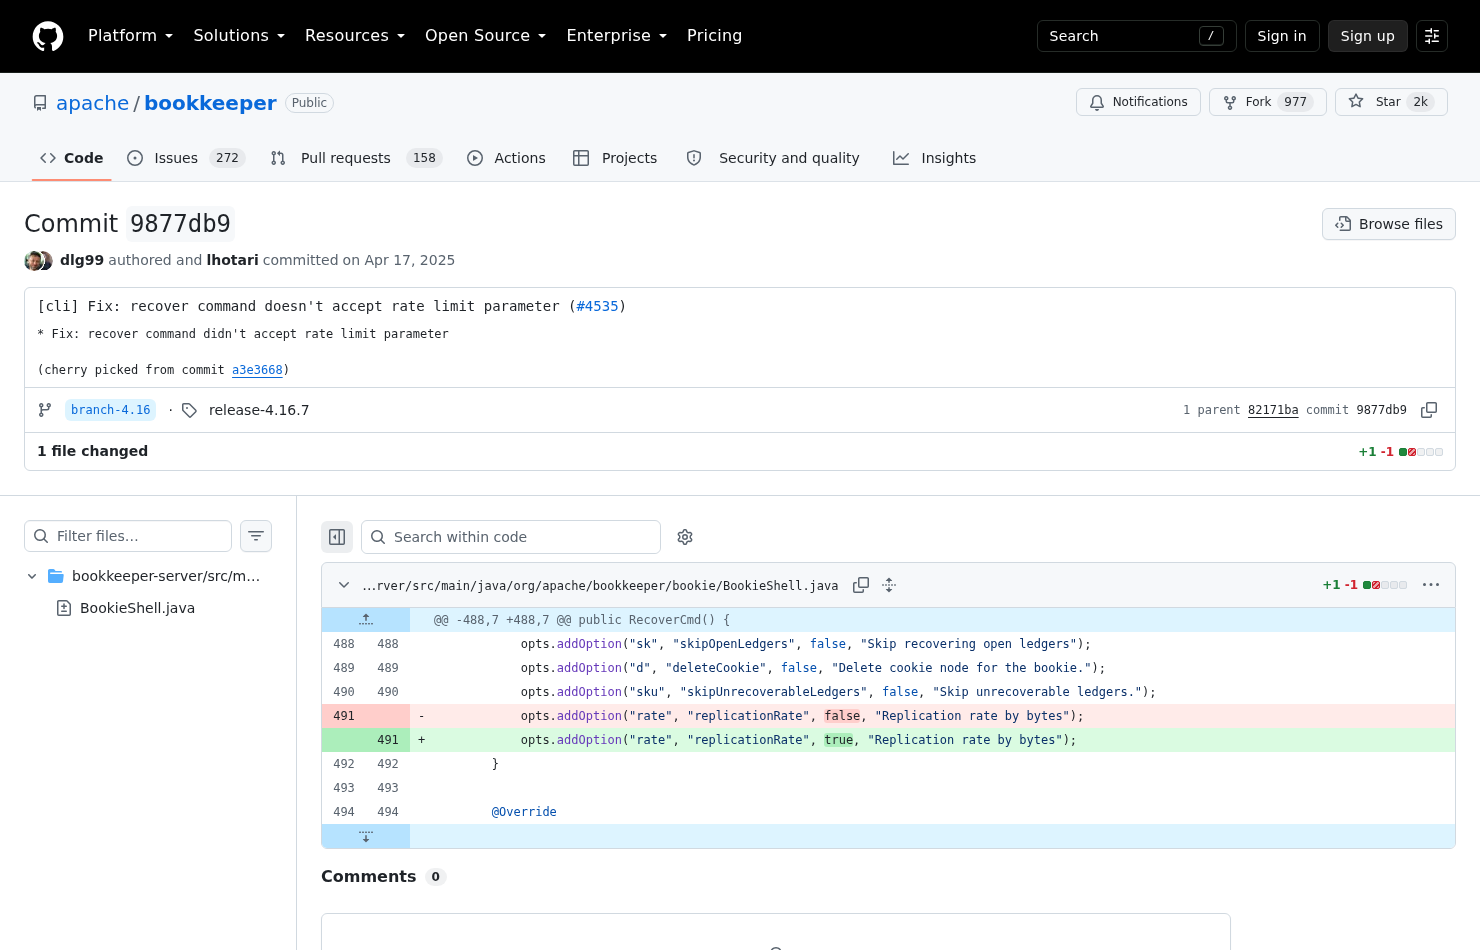 Platform Solutions Resources Open Source Enterprise Pricing Search / Sign in Sign up
apache / bookkeeper Public Notifications Fork 977 Star 2k
Code Issues 272 Pull requests 158 Actions Projects Security and quality Insights
Commit 9877db9 Browse files
dlg99 authored and lhotari committed on Apr 17, 2025
[cli] Fix: recover command doesn't accept rate limit parameter (#4535)
* Fix: recover command didn't accept rate limit parameter
(cherry picked from commit a3e3668)
branch-4.16 · release-4.16.7 1 parent 82171ba commit 9877db9
1 file changed +1 -1
Filter files… Search within code
bookkeeper-server/src/m…
BookieShell.java
…rver/src/main/java/org/apache/bookkeeper/bookie/BookieShell.java +1 -1
@@ -488,7 +488,7 @@ public RecoverCmd() {
488 488 opts.addOption("sk", "skipOpenLedgers", false, "Skip recovering open ledgers");
489 489 opts.addOption("d", "deleteCookie", false, "Delete cookie node for the bookie.");
490 490 opts.addOption("sku", "skipUnrecoverableLedgers", false, "Skip unrecoverable ledgers.");
491 - opts.addOption("rate", "replicationRate", false, "Replication rate by bytes");
491 + opts.addOption("rate", "replicationRate", true, "Replication rate by bytes");
492 492 }
493 493
494 494 @Override
Comments 0